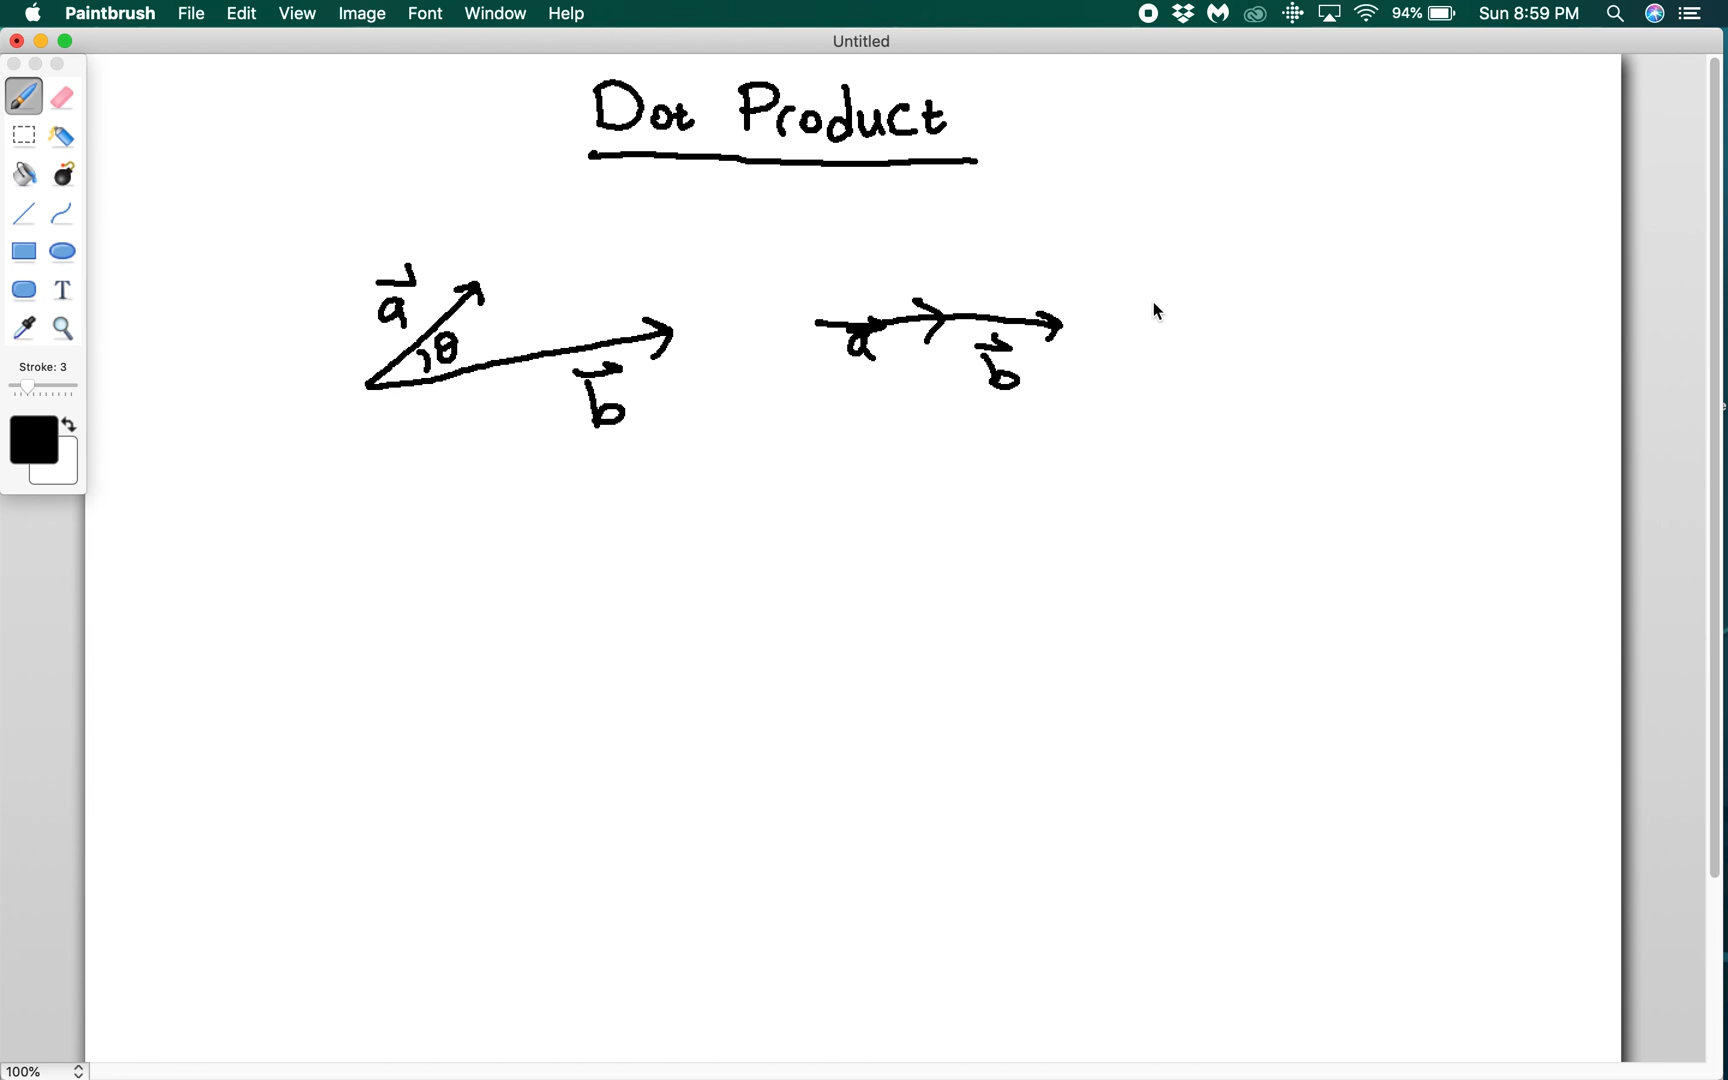 Paintbrush File Edit View Image Font Window Help 94% Sun 8:59 PM
Untitled
Dot Product
a
θ
b
a
b
T
Stroke: 3
100%